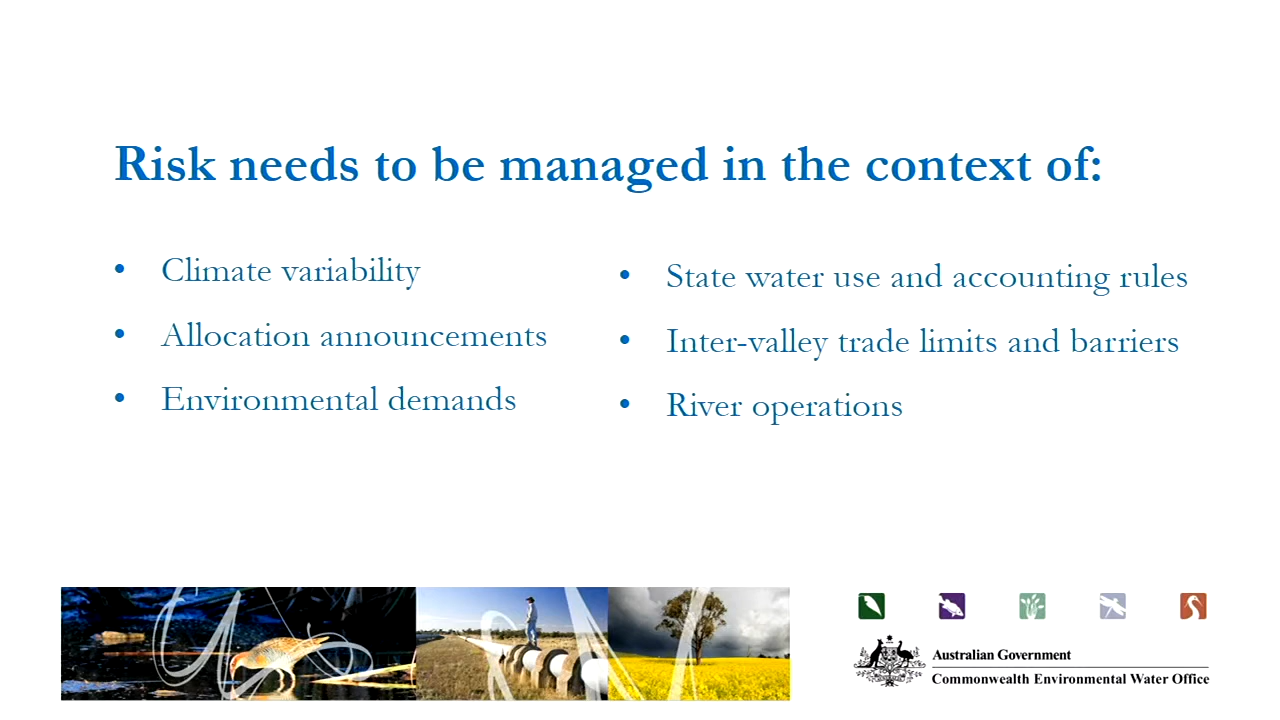 Risk needs to be managed in the context of:
• Climate variability
• Allocation announcements
• Environmental demands
• State water use and accounting rules
• Inter-valley trade limits and barriers
• River operations
Australian Government
Commonwealth Environmental Water Office